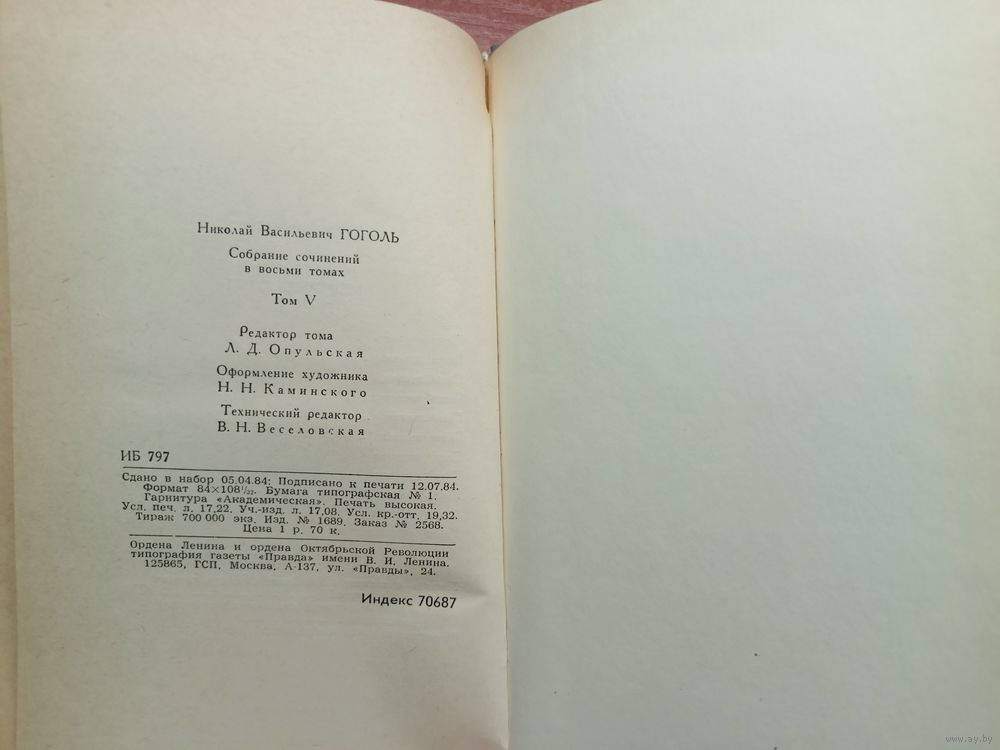 Николай Васильевич ГОГОЛЬ
Собрание сочинений
в восьми томах
Том V
Редактор тома
Л. Д. Опульская
Оформление художника
Н. Н. Каминского
Технический редактор
В. Н. Веселовская
ИБ 797
Сдано в набор 05.04.84. Подписано к печати 12.07.84.
Формат 84×108¹/₃₂. Бумага типографская № 1.
Гарнитура «Академическая». Печать высокая.
Усл. печ. л. 17,22. Уч.-изд. л. 17,08. Усл. кр.-отт. 19,32.
Тираж 700 000 экз. Изд. № 1689. Заказ № 2568.
Цена 1 р. 70 к.
Ордена Ленина и ордена Октябрьской Революции
типография газеты «Правда» имени В. И. Ленина.
125865, ГСП, Москва, А-137, ул. «Правды», 24.
Индекс 70687
www.ay.by